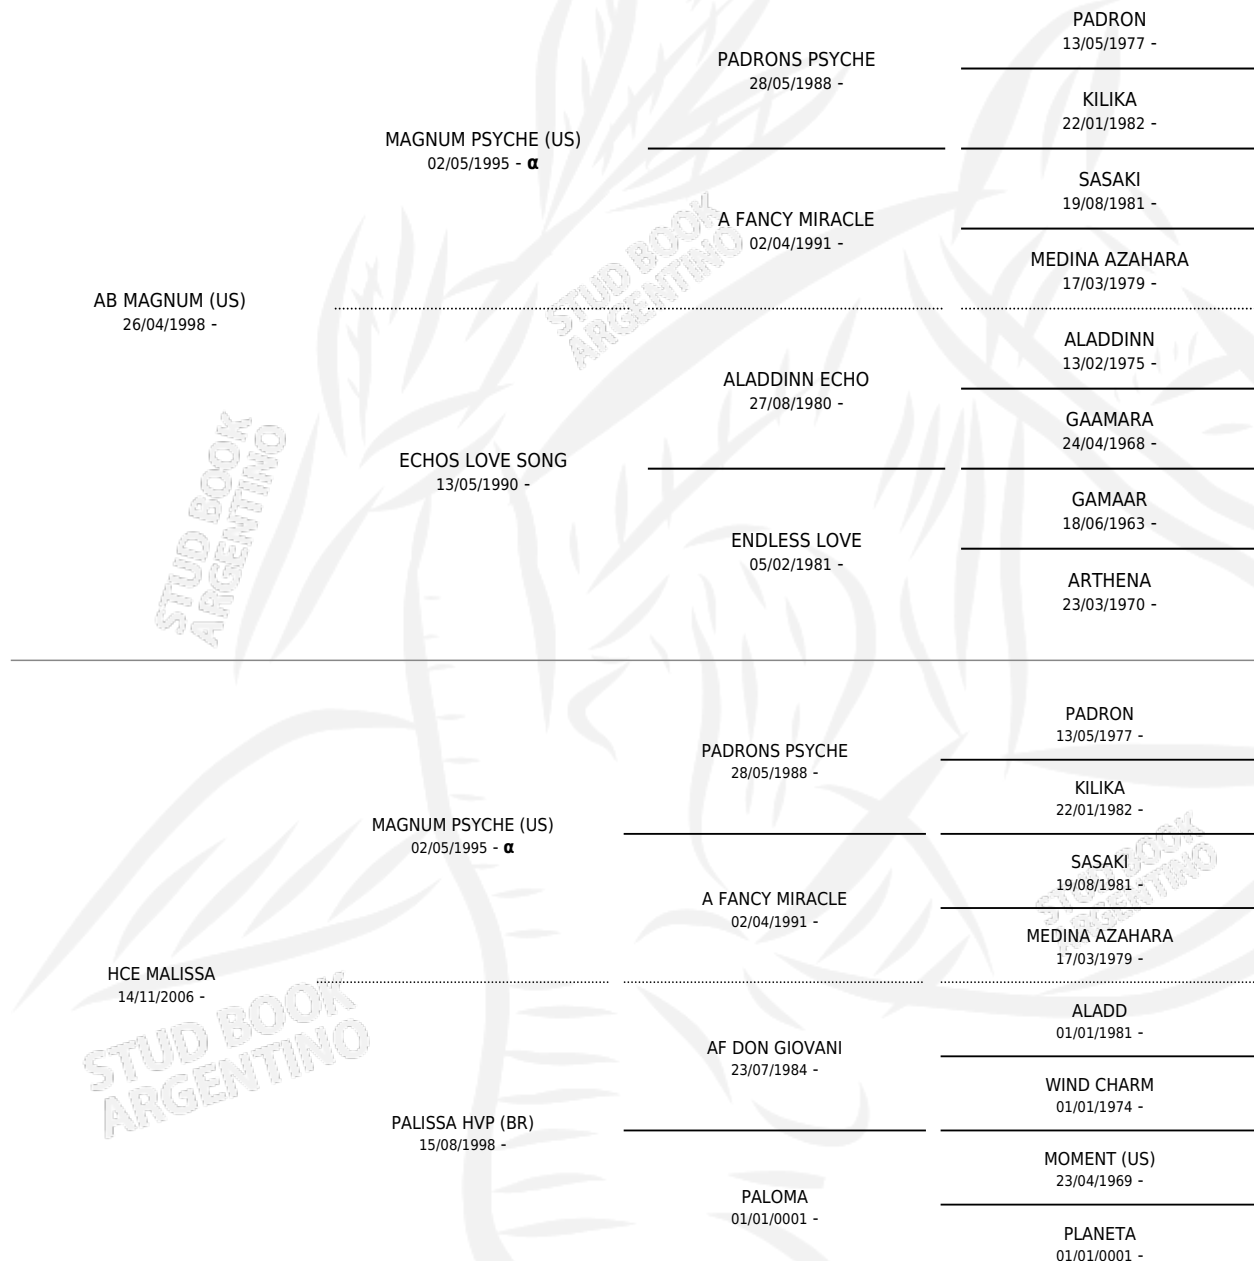 PADRON
13/05/1977 -
PADRONS PSYCHE
28/05/1988 -
KILIKA
22/01/1982 -
MAGNUM PSYCHE (US)
02/05/1995 - α
SASAKI
19/08/1981 -
A FANCY MIRACLE
02/04/1991 -
MEDINA AZAHARA
17/03/1979 -
STUD BOOK
ARGENTINO
AB MAGNUM (US)
26/04/1998 -
ALADDINN
13/02/1975 -
ALADDINN ECHO
27/08/1980 -
GAAMARA
24/04/1968 -
ECHOS LOVE SONG
13/05/1990 -
GAMAAR
18/06/1963 -
ENDLESS LOVE
05/02/1981 -
ARTHENA
23/03/1970 -
STUD BOOK
ARGENTINO
PADRON
13/05/1977 -
PADRONS PSYCHE
28/05/1988 -
KILIKA
22/01/1982 -
MAGNUM PSYCHE (US)
02/05/1995 - α
SASAKI
19/08/1981 -
STUD BOOK
ARGENTINO
A FANCY MIRACLE
02/04/1991 -
MEDINA AZAHARA
17/03/1979 -
HCE MALISSA
14/11/2006 -
STUD BOOK
ARGENTINO
ALADD
01/01/1981 -
AF DON GIOVANI
23/07/1984 -
WIND CHARM
01/01/1974 -
PALISSA HVP (BR)
15/08/1998 -
MOMENT (US)
23/04/1969 -
PALOMA
01/01/0001 -
PLANETA
01/01/0001 -